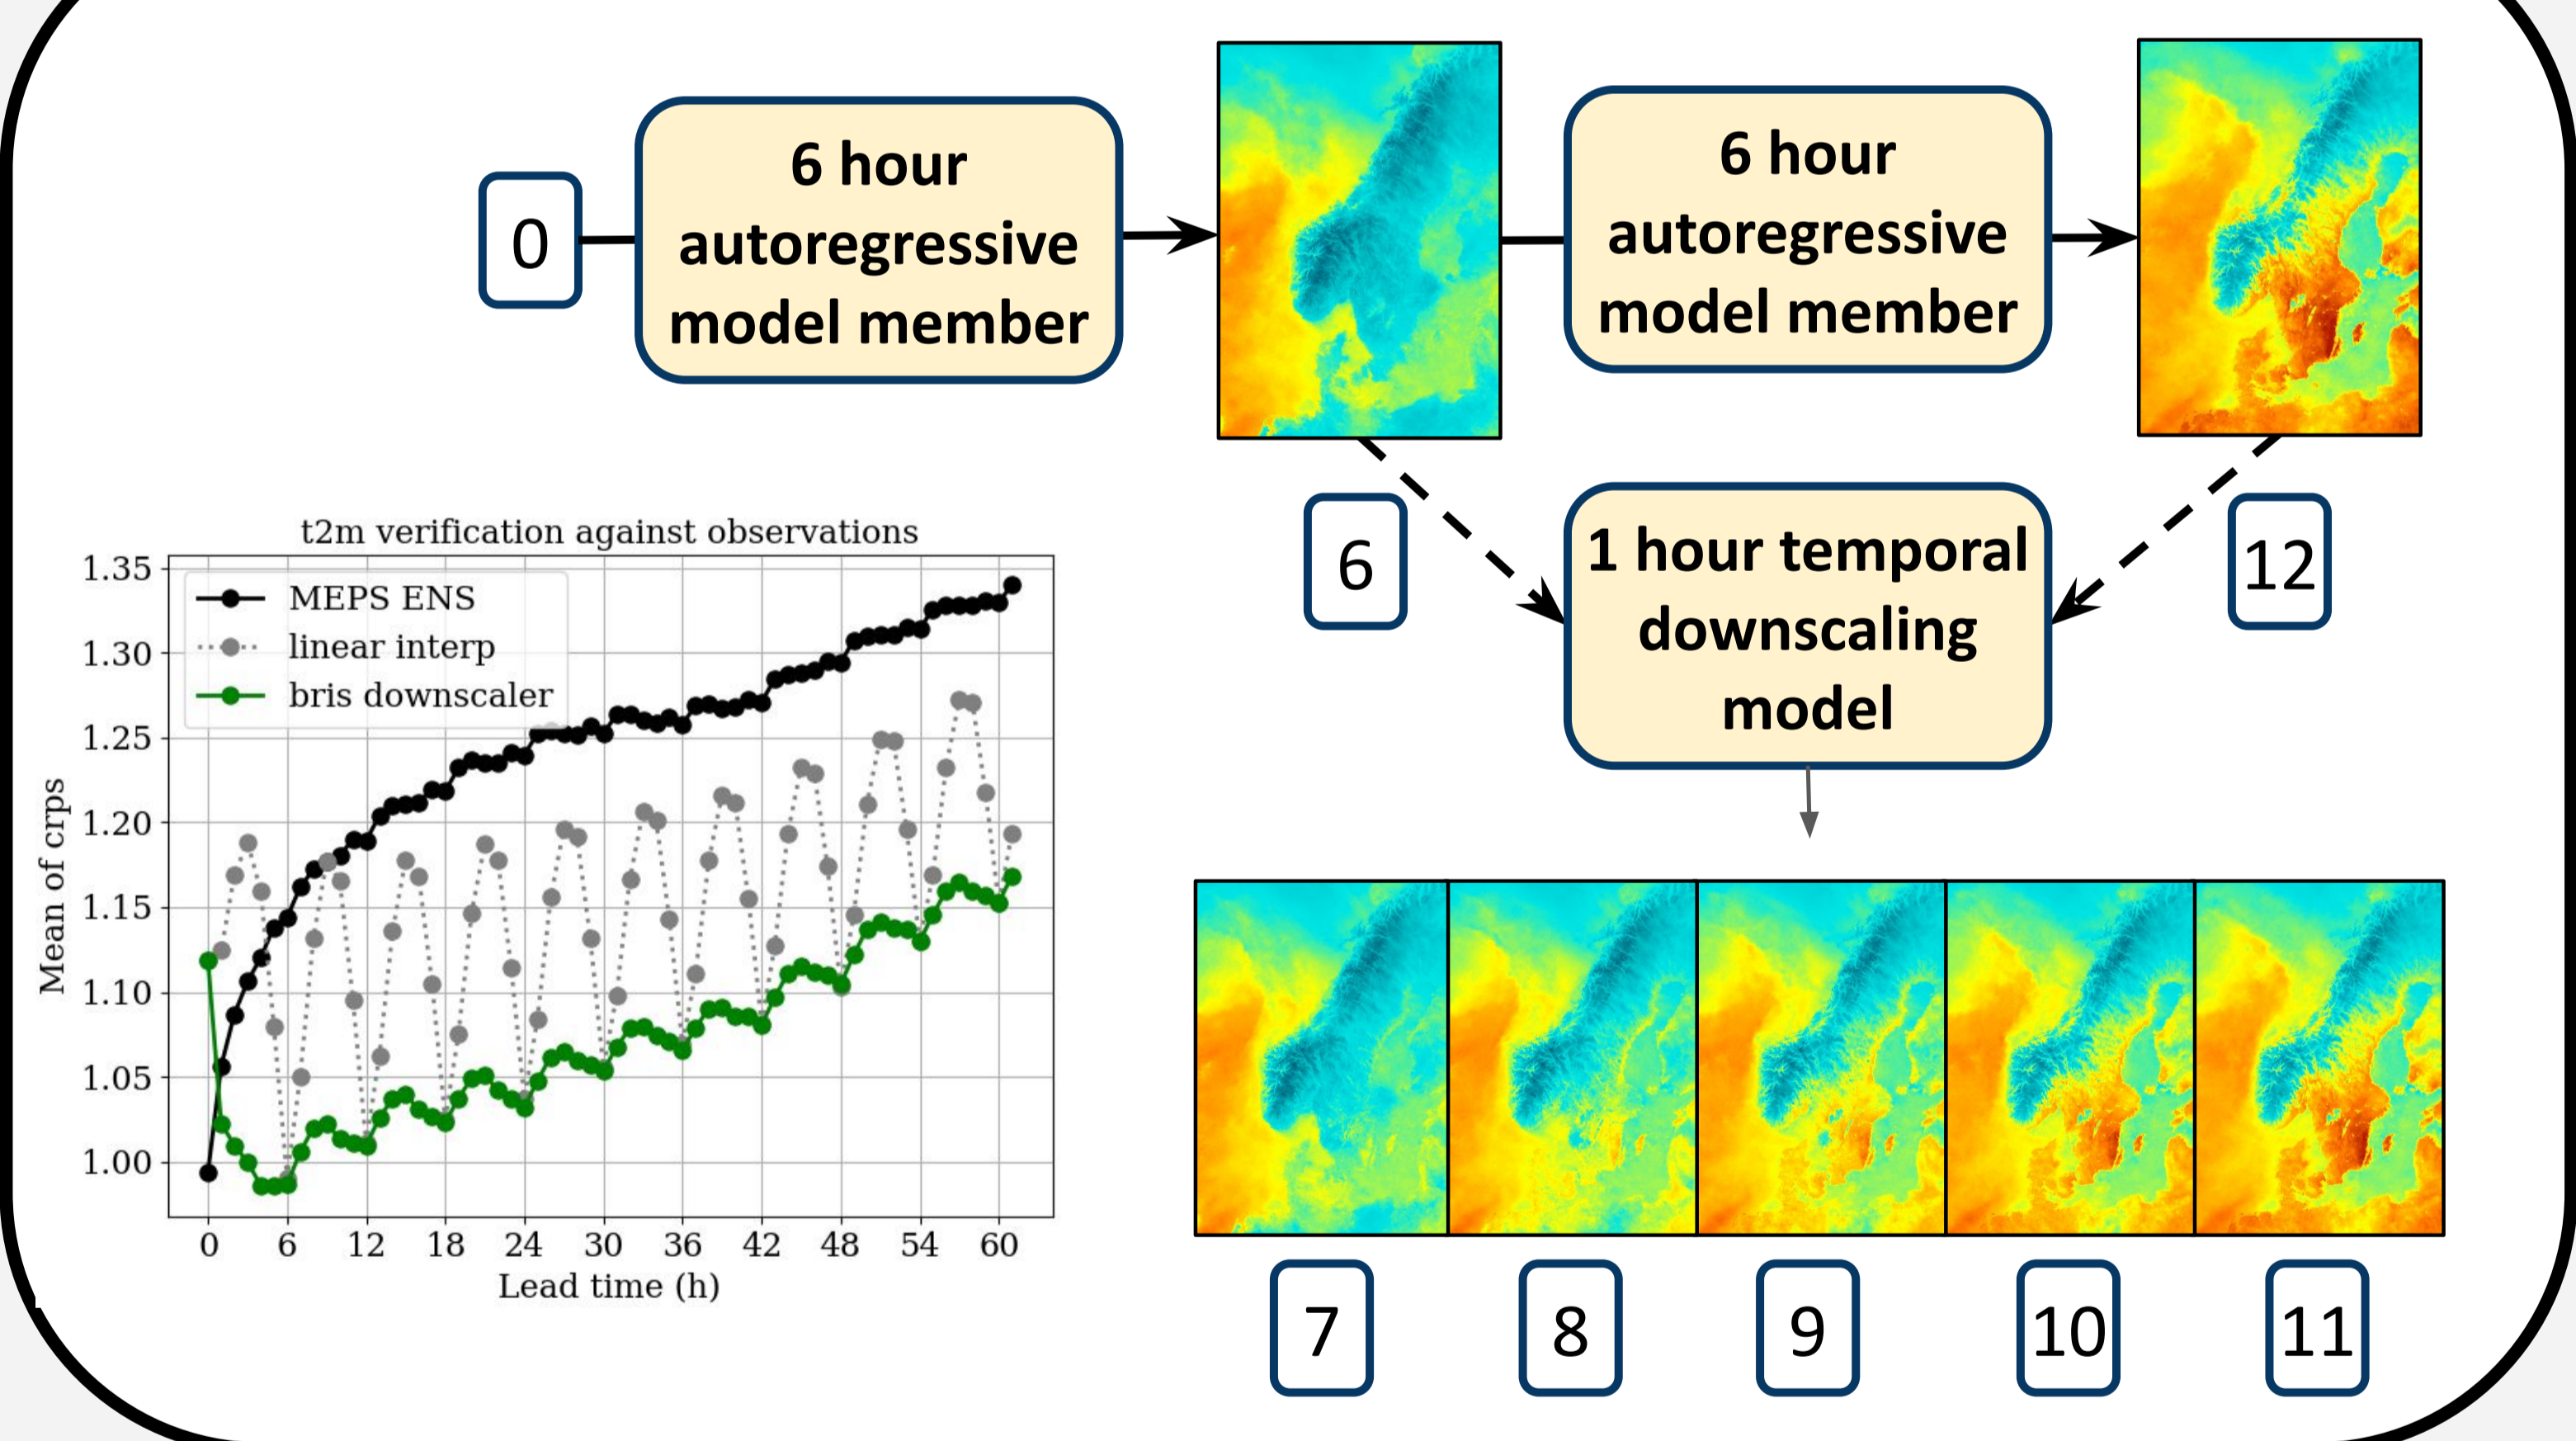 0
6 hour
autoregressive
model member
6 hour
autoregressive
model member
6
12
1 hour temporal
downscaling
model
t2m verification against observations
MEPS ENS
linear interp
bris downscaler
Mean of crps
1.35
1.30
1.25
1.20
1.15
1.10
1.05
1.00
0 6 12 18 24 30 36 42 48 54 60
Lead time (h)
7 8 9 10 11